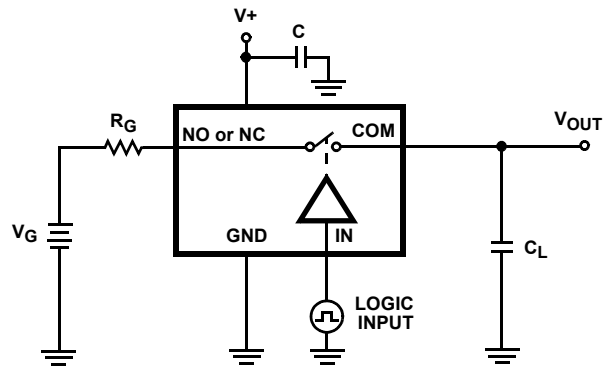 V+
C
RG
NO or NC
COM
VOUT
VG
GND
IN
CL
LOGIC
INPUT